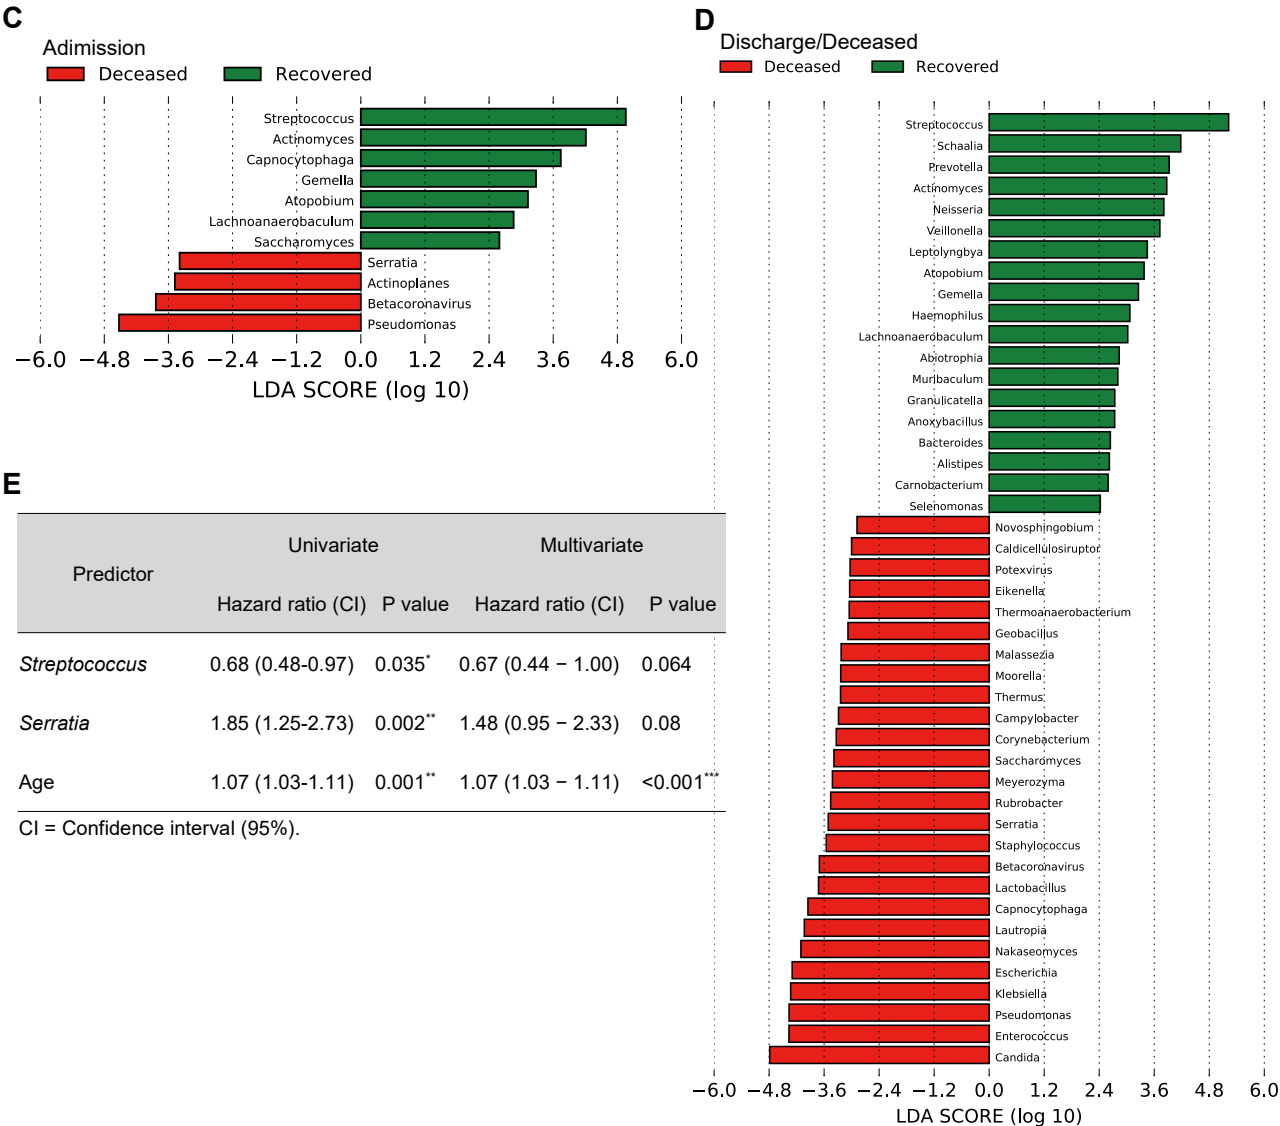 C
Adimission
Deceased Recovered
Streptococcus
Actinomyces
Capnocytophaga
Gemella
Atopobium
Lachnoanaerobaculum
Saccharomyces
Serratia
Actinoplanes
Betacoronavirus
Pseudomonas
−6.0 −4.8 −3.6 −2.4 −1.2 0.0 1.2 2.4 3.6 4.8 6.0
LDA SCORE (log 10)
D
Discharge/Deceased
Deceased Recovered
Streptococcus
Schaalia
Prevotella
Actinomyces
Neisseria
Veillonella
Leptolyngbya
Atopobium
Gemella
Haemophilus
Lachnoanaerobaculum
Abiotrophia
Muribaculum
Granulicatella
Anoxybacillus
Bacteroides
Alistipes
Carnobacterium
Selenomonas
Novosphingobium
Caldicellulosiruptor
Potexvirus
Eikenella
Thermoanaerobacterium
Geobacillus
Malassezia
Moorella
Thermus
Campylobacter
Corynebacterium
Saccharomyces
Meyerozyma
Rubrobacter
Serratia
Staphylococcus
Betacoronavirus
Lactobacillus
Capnocytophaga
Lautropia
Nakaseomyces
Escherichia
Klebsiella
Pseudomonas
Enterococcus
Candida
−6.0 −4.8 −3.6 −2.4 −1.2 0.0 1.2 2.4 3.6 4.8 6.0
LDA SCORE (log 10)
E
Univariate Multivariate
Predictor
Hazard ratio (CI) P value Hazard ratio (CI) P value
Streptococcus 0.68 (0.48-0.97) 0.035* 0.67 (0.44 − 1.00) 0.064
Serratia 1.85 (1.25-2.73) 0.002** 1.48 (0.95 − 2.33) 0.08
Age 1.07 (1.03-1.11) 0.001** 1.07 (1.03 − 1.11) <0.001***
CI = Confidence interval (95%).